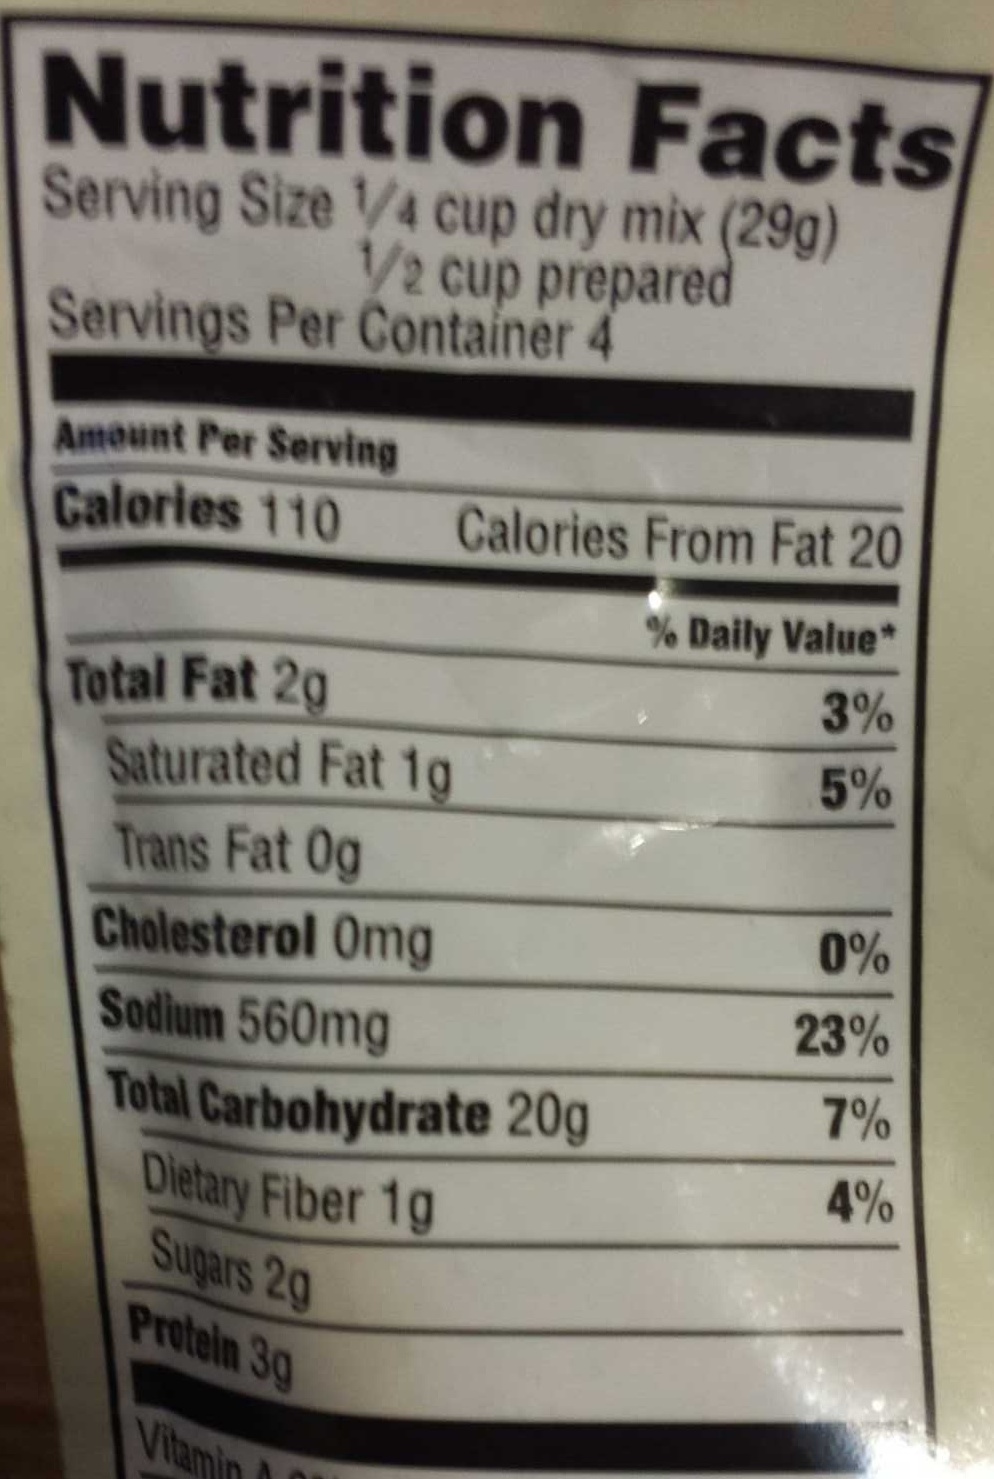 Nutrition Facts
Serving Size 1/4 cup dry mix (29g)
1/2 cup prepared
Servings Per Container 4
Amount Per Serving
Calories 110 Calories From Fat 20
% Daily Value*
Total Fat 2g 3%
Saturated Fat 1g 5%
Trans Fat 0g
Cholesterol 0mg 0%
Sodium 560mg 23%
Total Carbohydrate 20g 7%
Dietary Fiber 1g 4%
Sugars 2g
Protein 3g
Vitamin A